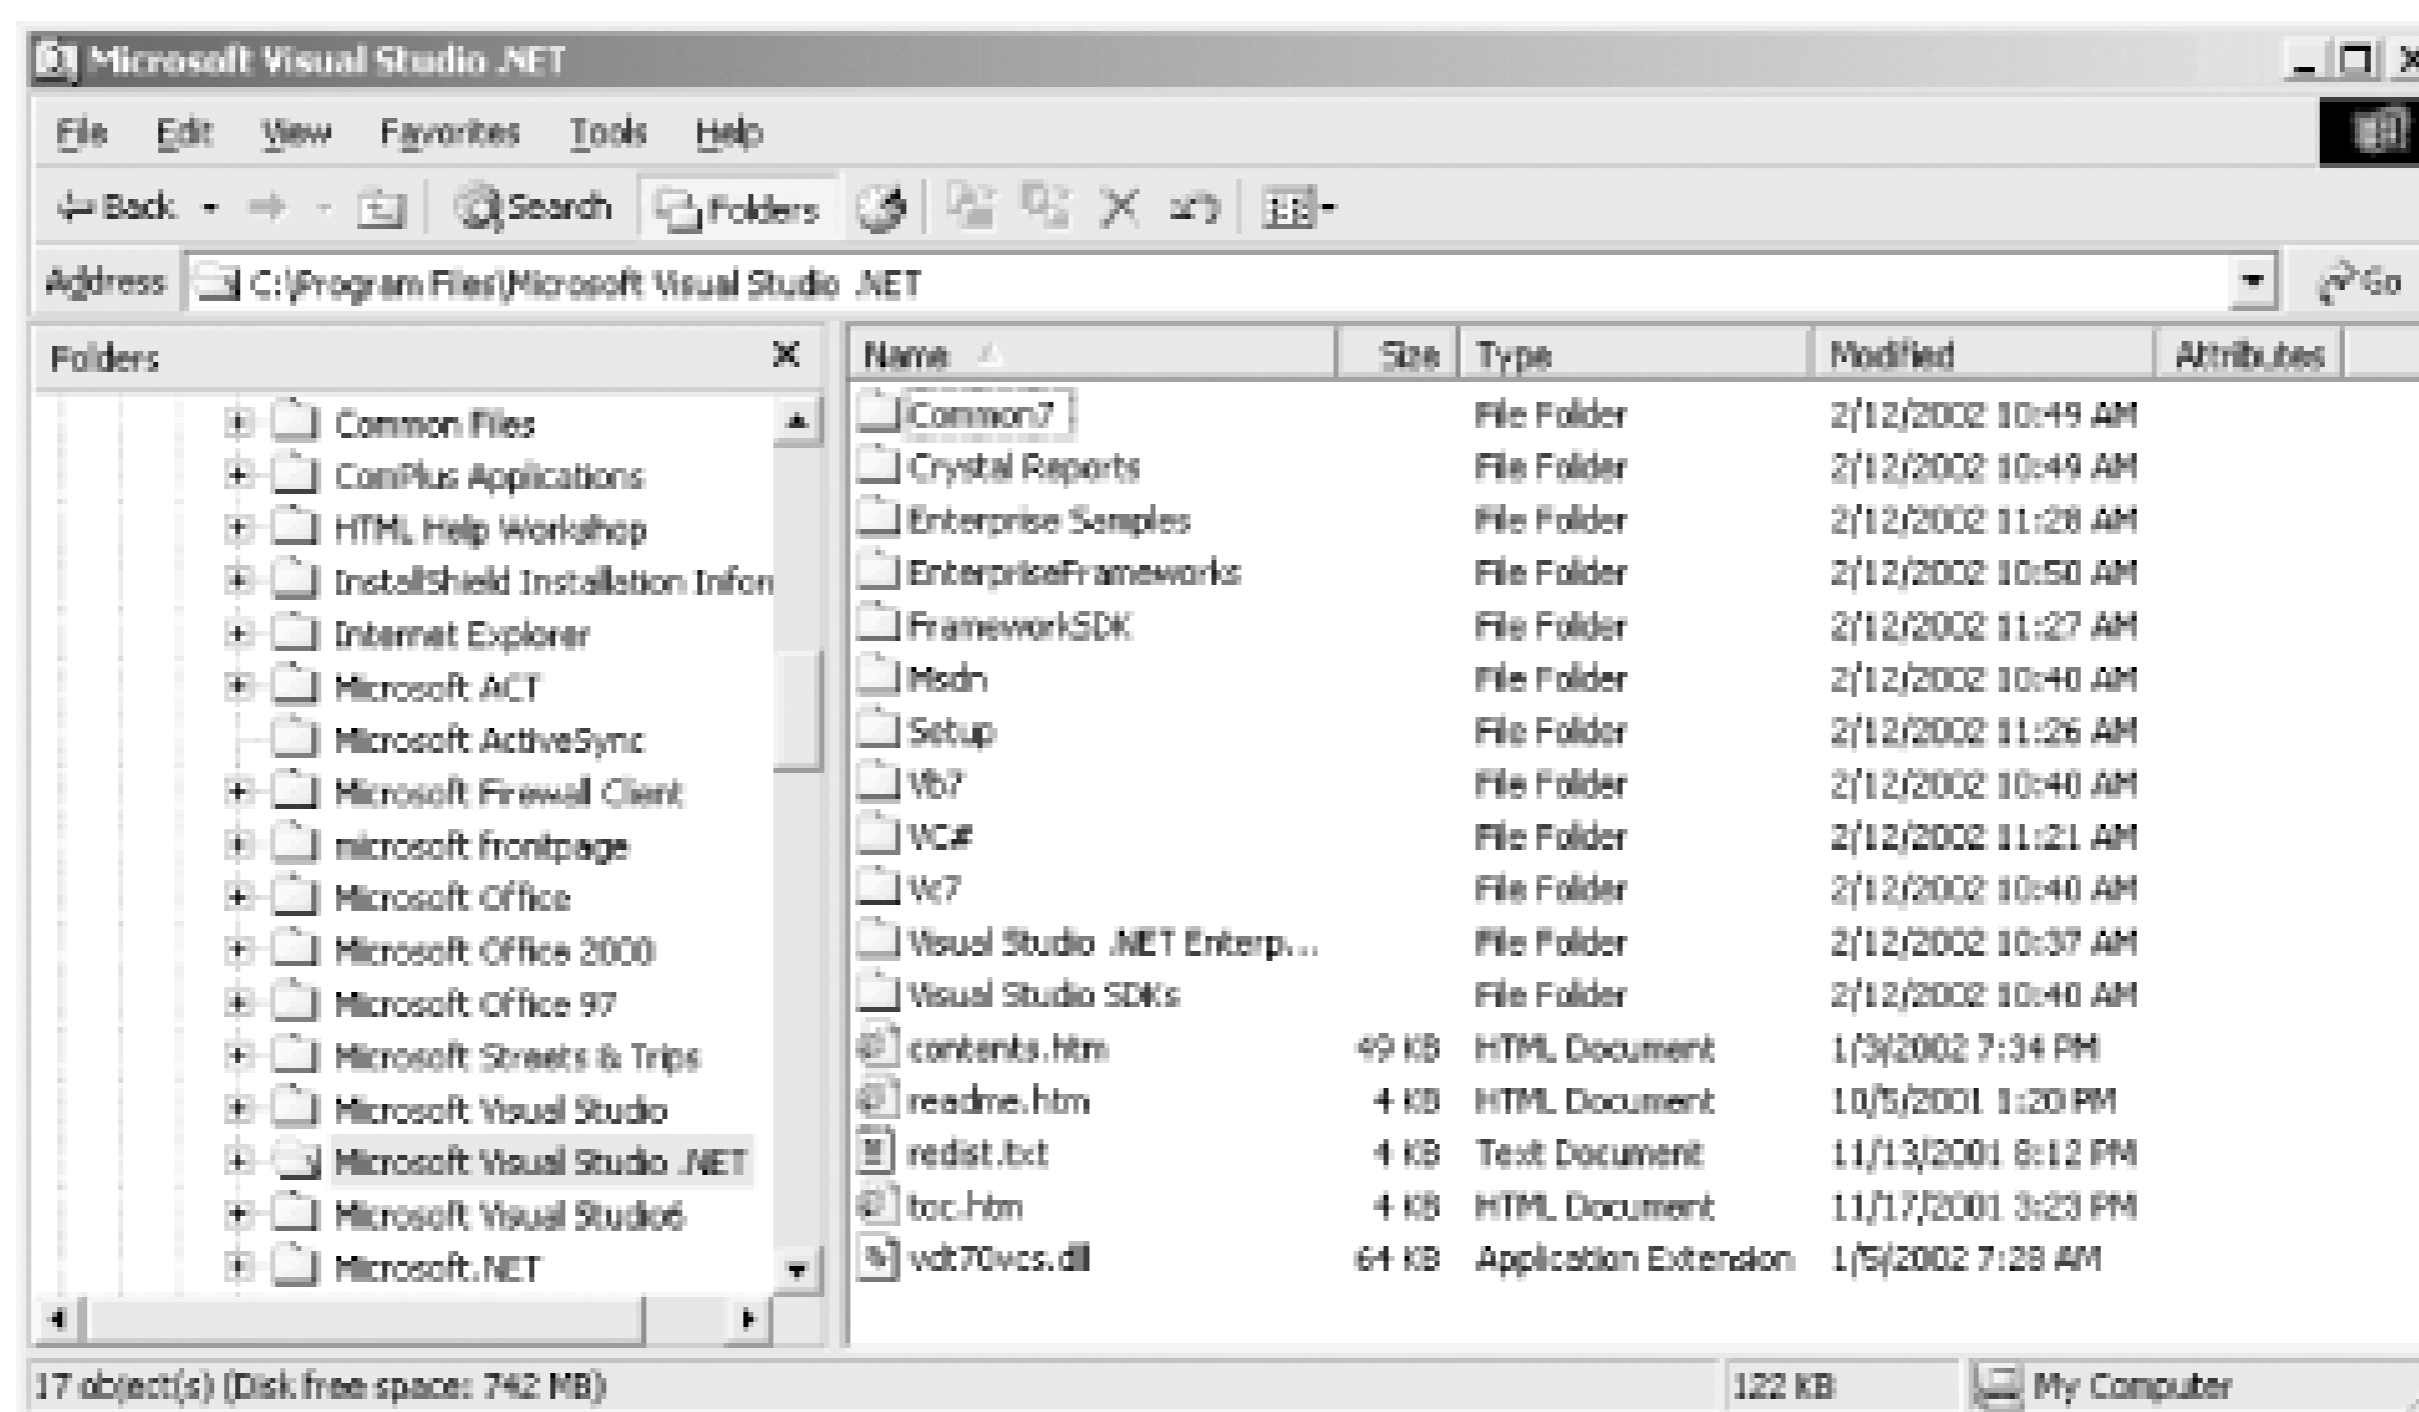 Microsoft Visual Studio .NET
File Edit View Favorites Tools Help
Back Search Folders
Address C:\Program Files\Microsoft Visual Studio .NET Go
Folders
Common Files
ComPlus Applications
HTML Help Workshop
InstallShield Installation Infor
Internet Explorer
Microsoft ACT
Microsoft ActiveSync
Microsoft Firewall Client
microsoft frontpage
Microsoft Office
Microsoft Office 2000
Microsoft Office 97
Microsoft Streets & Trips
Microsoft Visual Studio
Microsoft Visual Studio .NET
Microsoft Visual Studio6
Microsoft.NET
Name Size Type Modified Attributes
Common7 File Folder 2/12/2002 10:49 AM
Crystal Reports File Folder 2/12/2002 10:49 AM
Enterprise Samples File Folder 2/12/2002 11:28 AM
EnterpriseFrameworks File Folder 2/12/2002 10:50 AM
FrameworkSDK File Folder 2/12/2002 11:27 AM
Msdn File Folder 2/12/2002 10:40 AM
Setup File Folder 2/12/2002 11:26 AM
Vb7 File Folder 2/12/2002 10:40 AM
VC# File Folder 2/12/2002 11:21 AM
Vc7 File Folder 2/12/2002 10:40 AM
Visual Studio .NET Enterp... File Folder 2/12/2002 10:37 AM
Visual Studio SDKs File Folder 2/12/2002 10:40 AM
contents.htm 49 KB HTML Document 1/3/2002 7:34 PM
readme.htm 4 KB HTML Document 10/5/2001 1:20 PM
redist.txt 4 KB Text Document 11/13/2001 8:12 PM
toc.htm 4 KB HTML Document 11/17/2001 3:23 PM
vdt70vcs.dll 64 KB Application Extension 1/5/2002 7:28 AM
17 object(s) (Disk free space: 742 MB) 122 KB My Computer